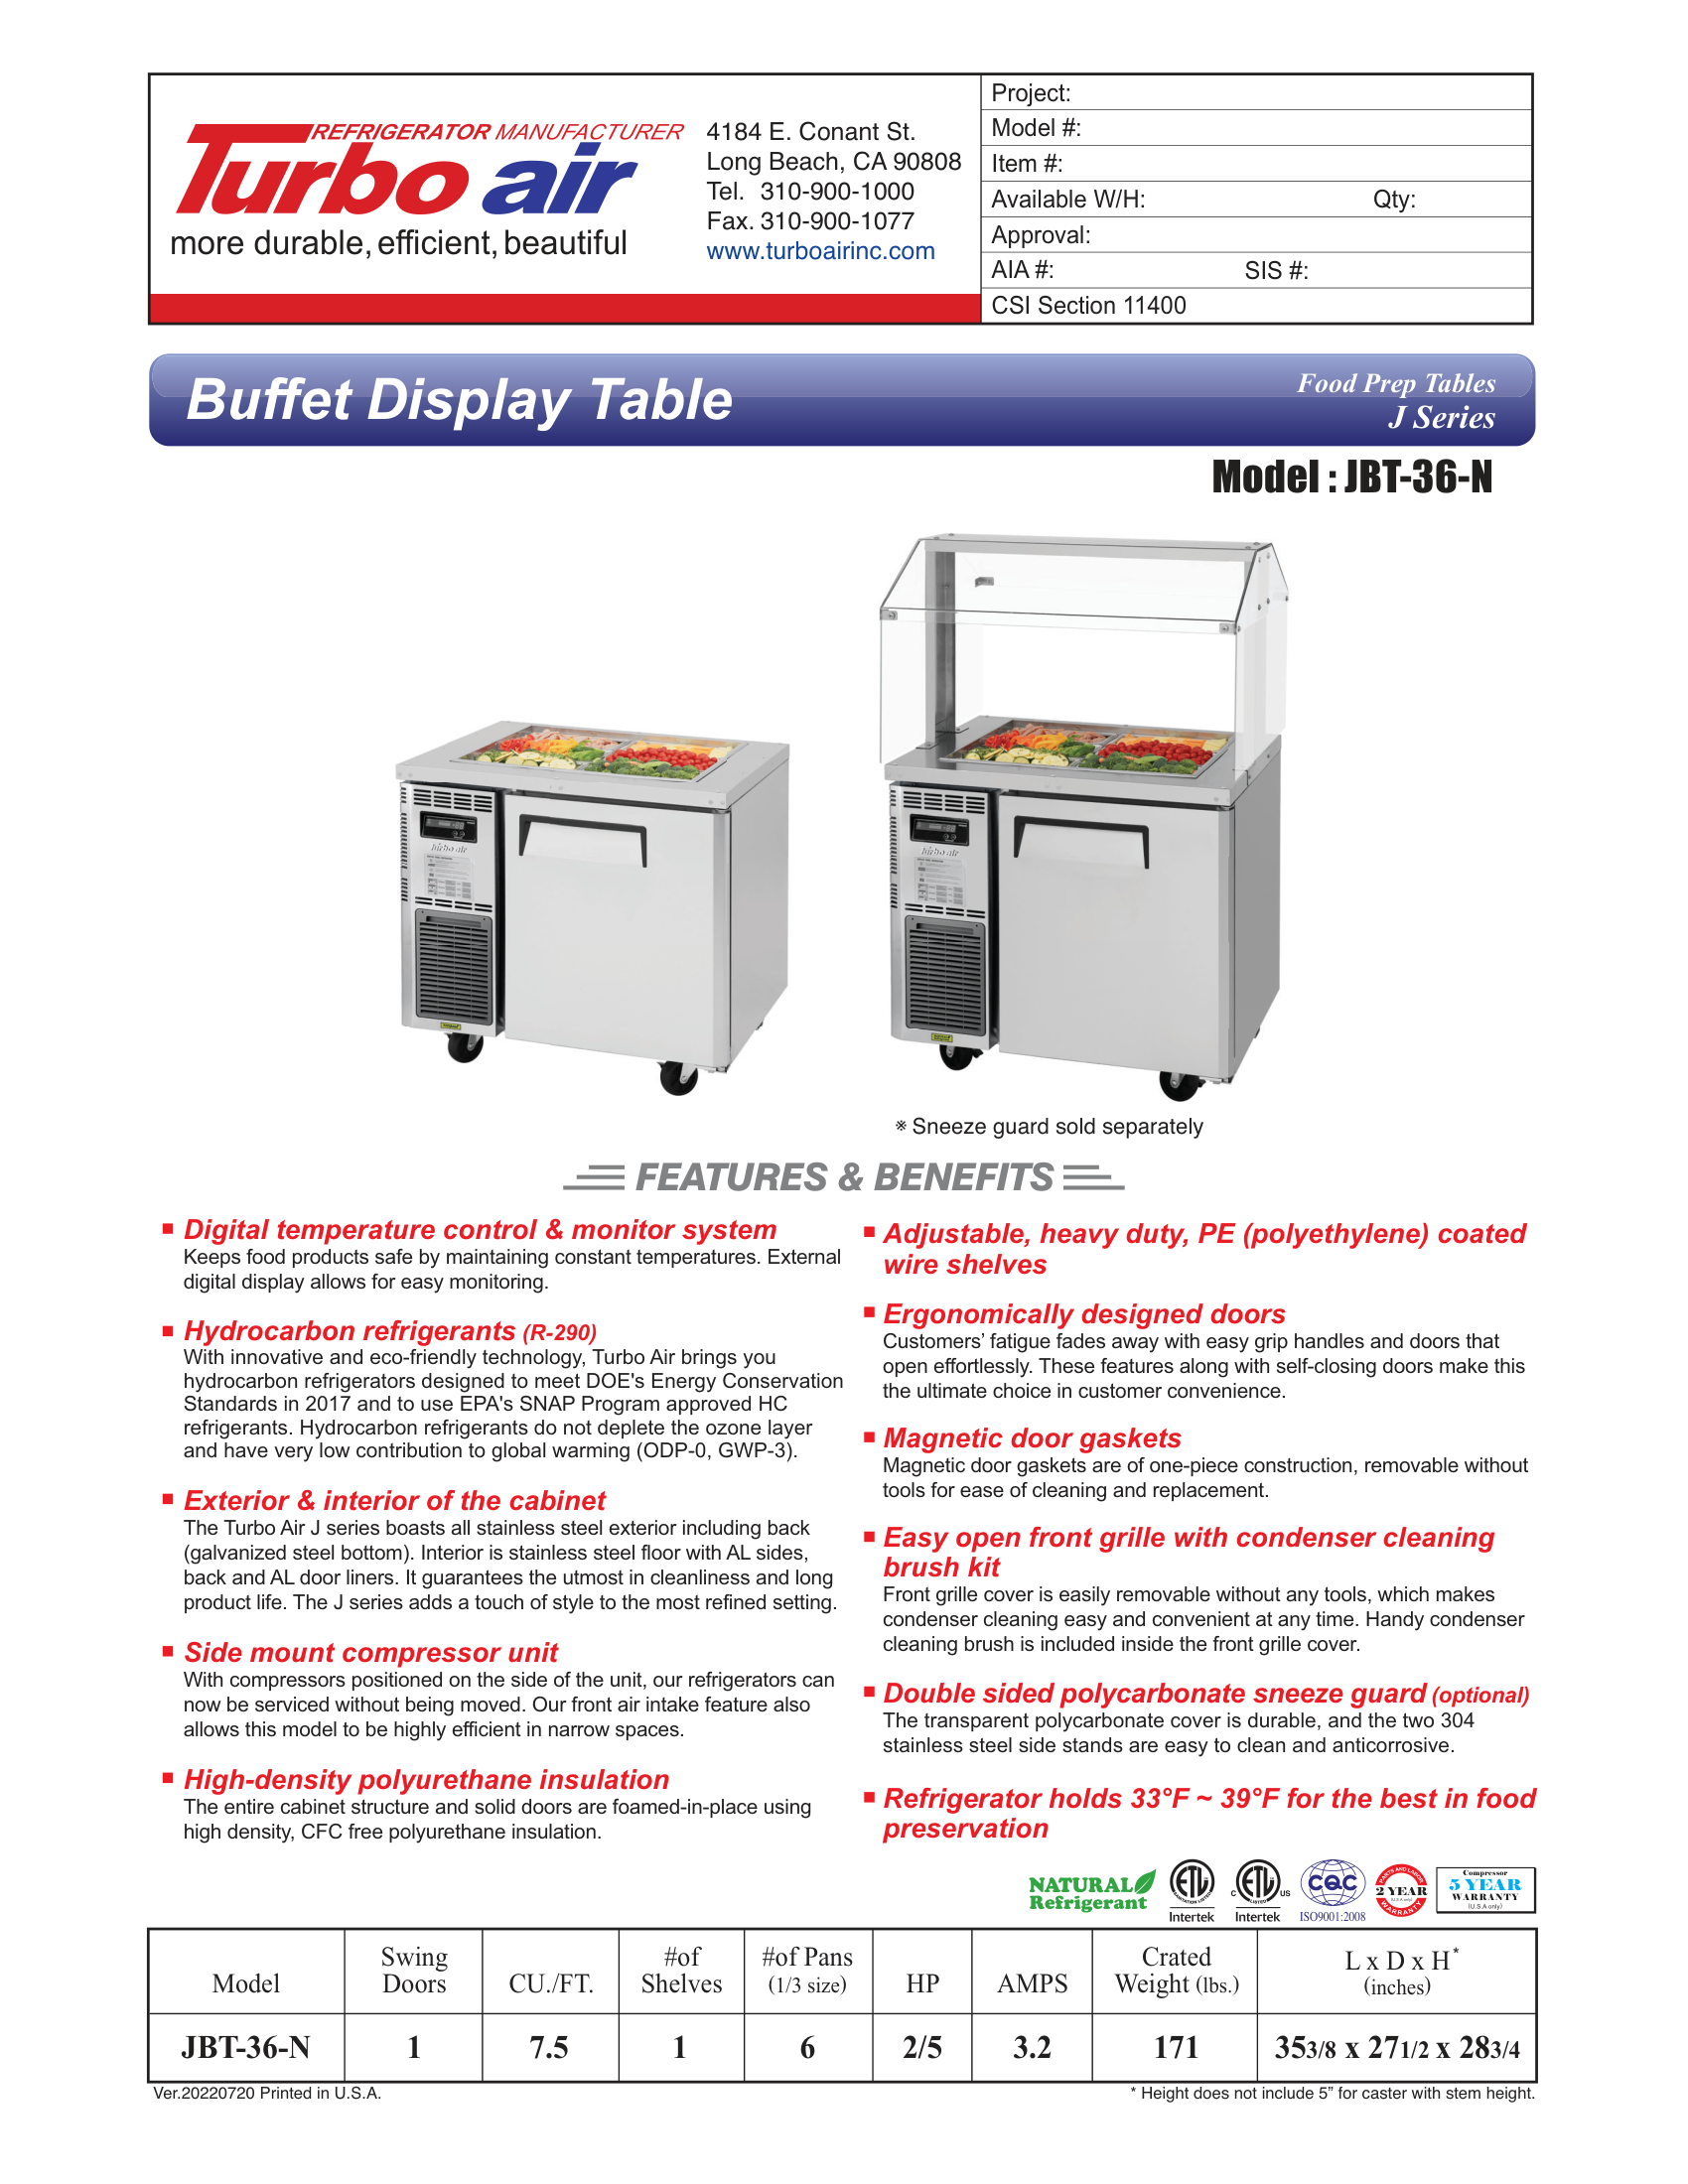 REFRIGERATOR MANUFACTURER
Turbo air
more durable, efficient, beautiful
4184 E. Conant St.
Long Beach, CA 90808
Tel. 310-900-1000
Fax. 310-900-1077
www.turboairinc.com
Project:
Model #:
Item #:
Available W/H: Qty:
Approval:
AIA #: SIS #:
CSI Section 11400
Buffet Display Table
Food Prep Tables
J Series
Model : JBT-36-N
Turbo air
Turbo air
※ Sneeze guard sold separately
FEATURES & BENEFITS
■ Digital temperature control & monitor system
Keeps food products safe by maintaining constant temperatures. External
digital display allows for easy monitoring.
■ Hydrocarbon refrigerants (R-290)
With innovative and eco-friendly technology, Turbo Air brings you
hydrocarbon refrigerators designed to meet DOE's Energy Conservation
Standards in 2017 and to use EPA's SNAP Program approved HC
refrigerants. Hydrocarbon refrigerants do not deplete the ozone layer
and have very low contribution to global warming (ODP-0, GWP-3).
■ Exterior & interior of the cabinet
The Turbo Air J series boasts all stainless steel exterior including back
(galvanized steel bottom). Interior is stainless steel floor with AL sides,
back and AL door liners. It guarantees the utmost in cleanliness and long
product life. The J series adds a touch of style to the most refined setting.
■ Side mount compressor unit
With compressors positioned on the side of the unit, our refrigerators can
now be serviced without being moved. Our front air intake feature also
allows this model to be highly efficient in narrow spaces.
■ High-density polyurethane insulation
The entire cabinet structure and solid doors are foamed-in-place using
high density, CFC free polyurethane insulation.
■ Adjustable, heavy duty, PE (polyethylene) coated
wire shelves
■ Ergonomically designed doors
Customers' fatigue fades away with easy grip handles and doors that
open effortlessly. These features along with self-closing doors make this
the ultimate choice in customer convenience.
■ Magnetic door gaskets
Magnetic door gaskets are of one-piece construction, removable without
tools for ease of cleaning and replacement.
■ Easy open front grille with condenser cleaning
brush kit
Front grille cover is easily removable without any tools, which makes
condenser cleaning easy and convenient at any time. Handy condenser
cleaning brush is included inside the front grille cover.
■ Double sided polycarbonate sneeze guard (optional)
The transparent polycarbonate cover is durable, and the two 304
stainless steel side stands are easy to clean and anticorrosive.
■ Refrigerator holds 33°F ~ 39°F for the best in food
preservation
NATURAL
Refrigerant
ETL
SANITATION LISTED
Intertek
C ETL US
LISTED
Intertek
CQC
ISO9001:2008
PARTS AND LABOR
2 YEAR
(U.S.A only)
WARRANTY
Compressor
5 YEAR
WARRANTY
(U.S.A only)
Model Swing Doors CU./FT. #of Shelves #of Pans (1/3 size) HP AMPS Crated Weight (lbs.) L x D x H* (inches)
JBT-36-N 1 7.5 1 6 2/5 3.2 171 353/8 x 271/2 x 283/4
Ver.20220720 Printed in U.S.A.
* Height does not include 5” for caster with stem height.